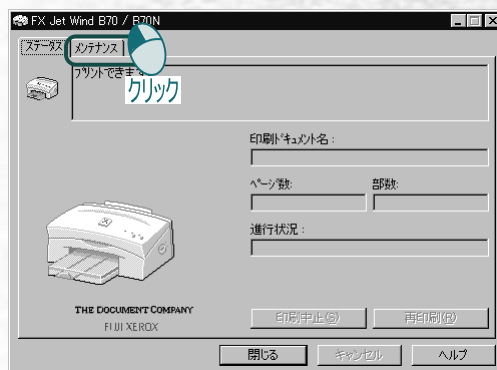 FX Jet Wind B70 / B70N
ステータス メンテナンス
プリントできます
クリック
印刷ドキュメント名:
ページ数: 部数:
進行状況:
THE DOCUMENT COMPANY
FUJI XEROX
印刷中止(S) 再印刷(R)
閉じる キャンセル ヘルプ